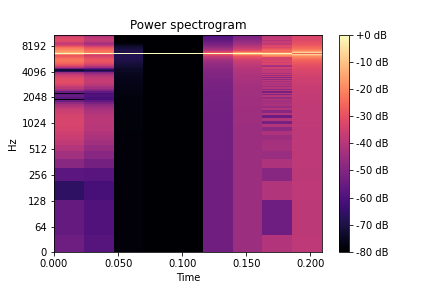 Power spectrogram
8192
4096
2048
1024
512
256
128
64
0
Hz
0.000
0.050
0.100
0.150
0.200
Time
+0 dB
-10 dB
-20 dB
-30 dB
-40 dB
-50 dB
-60 dB
-70 dB
-80 dB